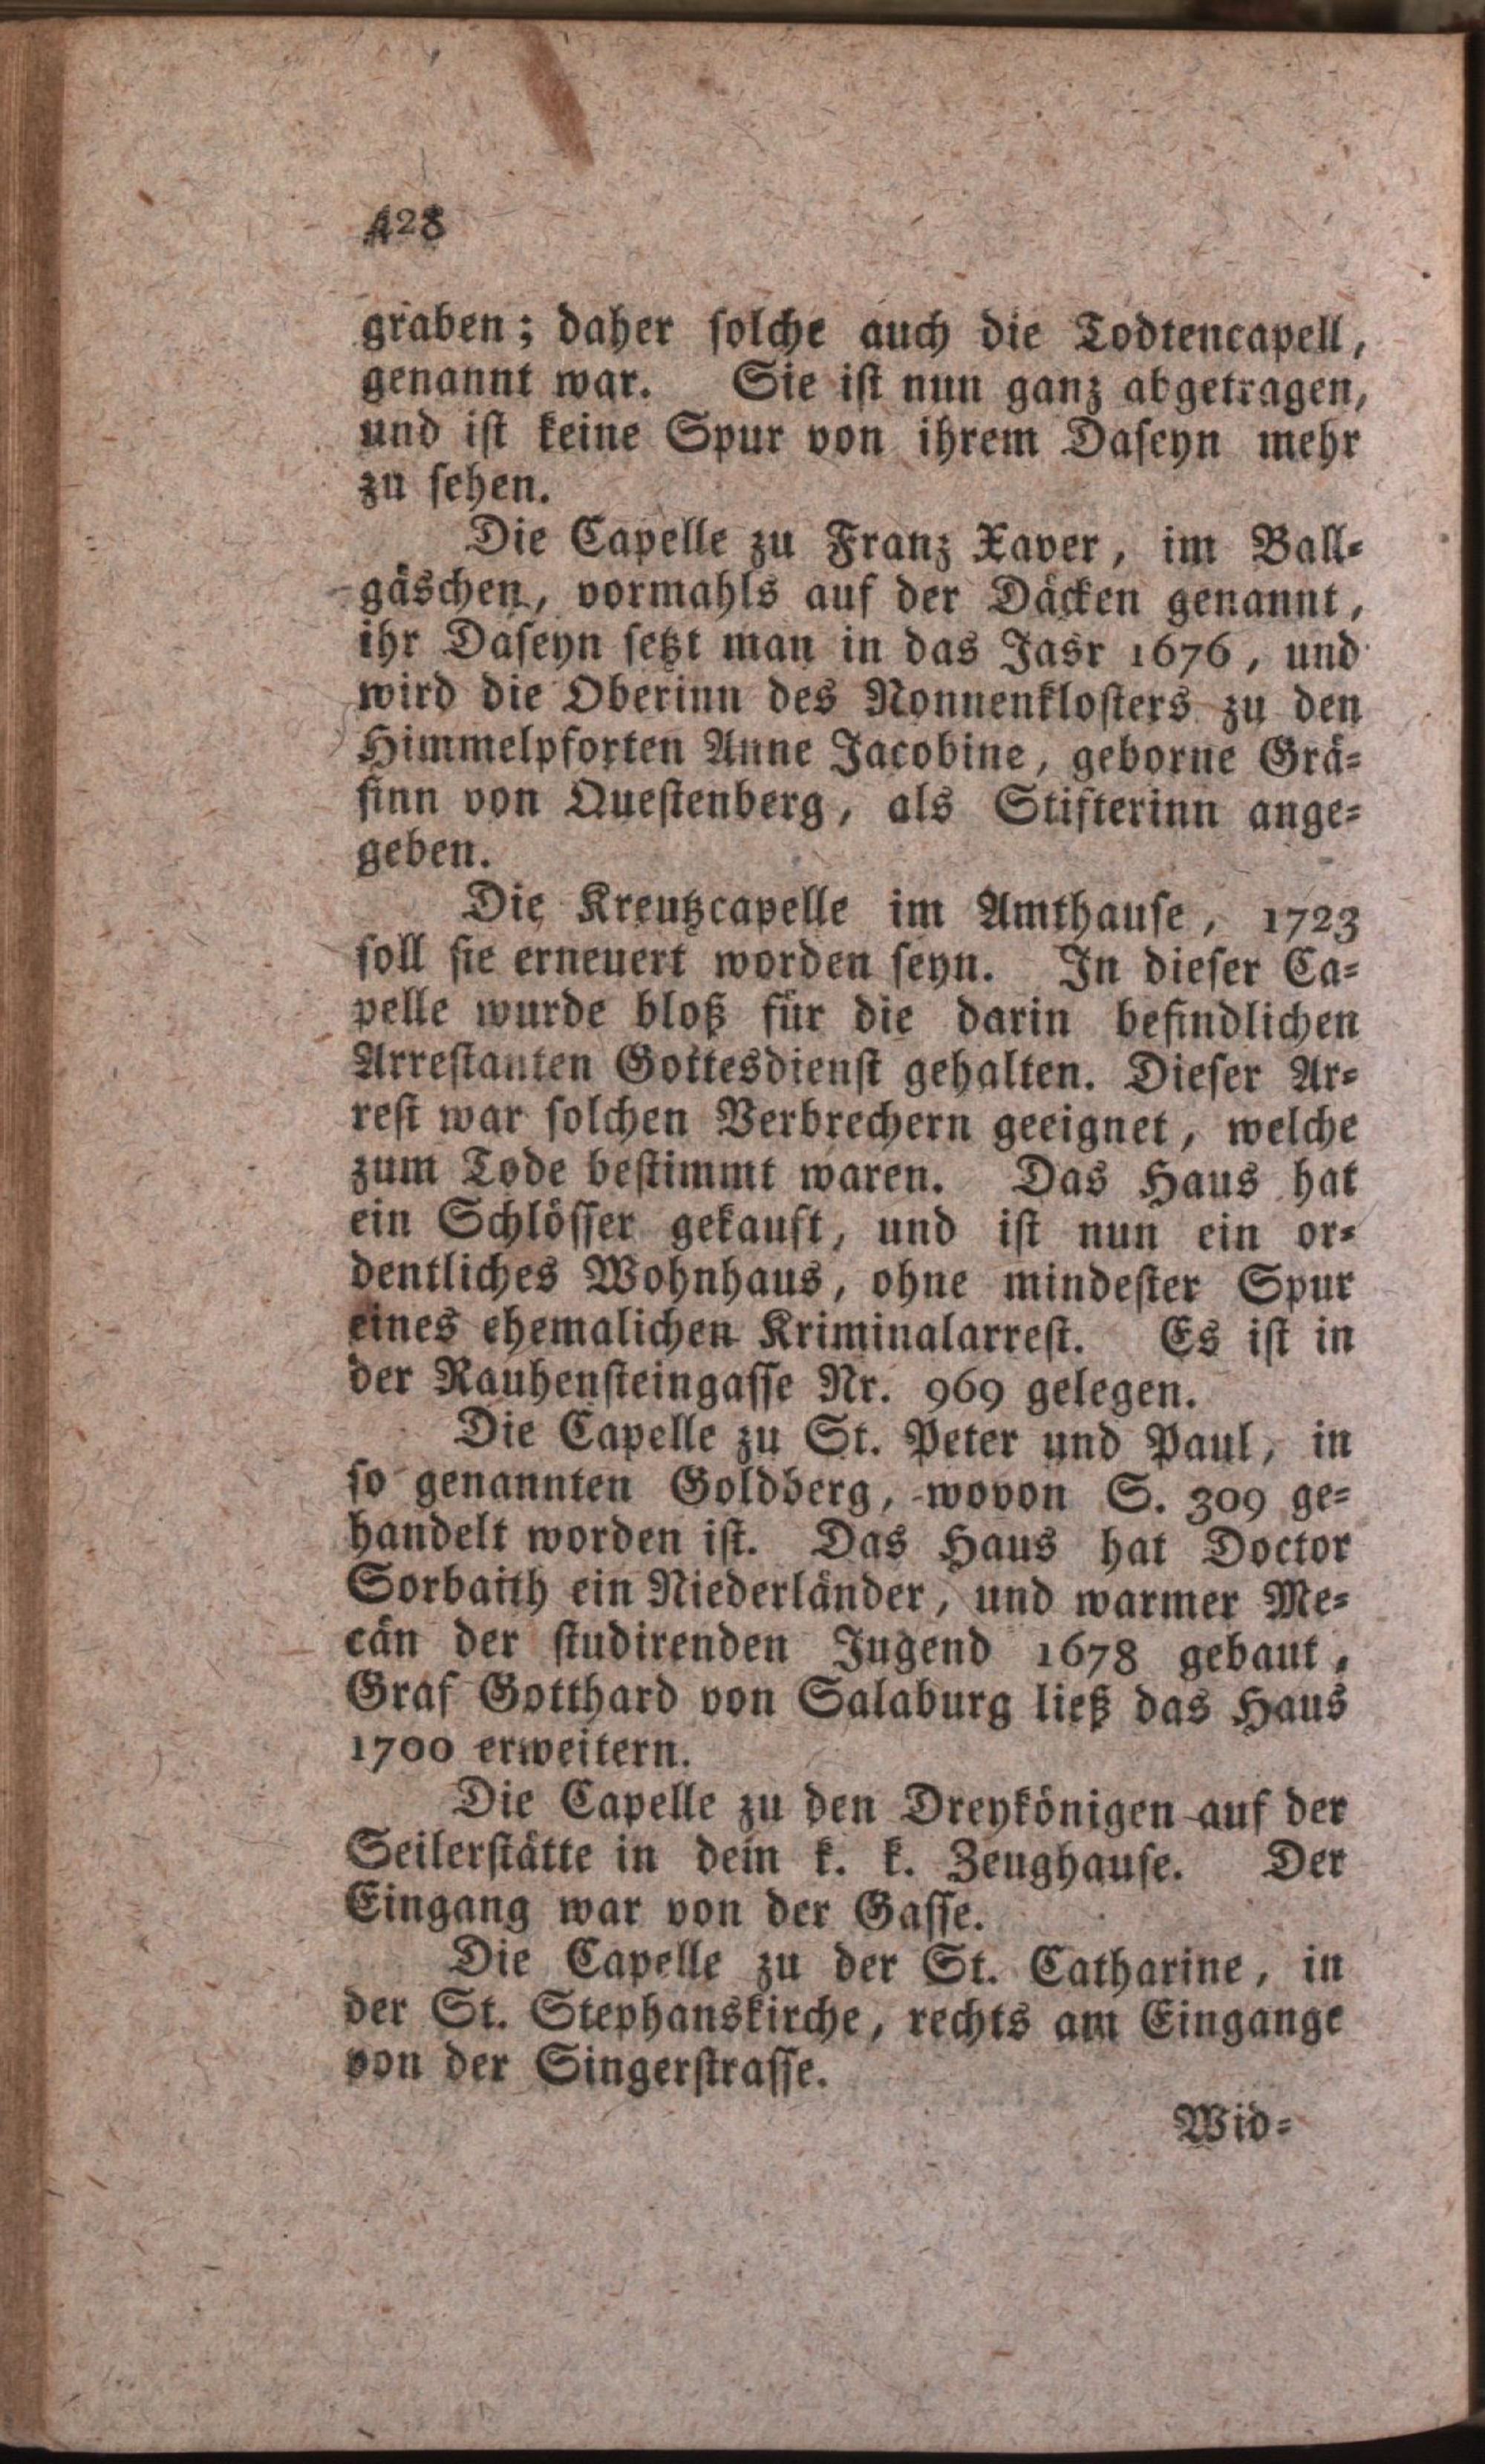 428
graben; daher solche auch die Todtencapell,
genannt war. Sie ist nun ganz abgetragen,
und ist keine Spur von ihrem Daseyn mehr
zu sehen.
Die Capelle zu Franz Xaver, im Ball-
gäschen, vormahls auf der Däcken genannt,
ihr Daseyn setzt man in das Jasr 1676, und
wird die Oberinn des Nonnenklosters zu den
Himmelpforten Anne Jacobine, geborne Grä-
finn von Questenberg, als Stifterinn ange-
geben.
Die Kreutzcapelle im Amthause, 1723
soll sie erneuert worden seyn. In dieser Ca-
pelle wurde bloß für die darin befindlichen
Arrestanten Gottesdienst gehalten. Dieser Ar-
rest war solchen Verbrechern geeignet, welche
zum Tode bestimmt waren. Das Haus hat
ein Schlösser gekauft, und ist nun ein or-
dentliches Wohnhaus, ohne mindester Spur
eines ehemalichen Kriminalarrest. Es ist in
der Rauhensteingasse Nr. 969 gelegen.
Die Capelle zu St. Peter und Paul, in
so genannten Goldberg, wovon S. 309 ge-
handelt worden ist. Das Haus hat Doctor
Sorbaith ein Niederländer, und warmer Me-
cän der studirenden Jugend 1678 gebaut,
Graf Gotthard von Salaburg ließ das Haus
1700 erweitern.
Die Capelle zu den Dreykönigen auf der
Seilerstätte in dem k. k. Zeughause. Der
Eingang war von der Gasse.
Die Capelle zu der St. Catharine, in
der St. Stephanskirche, rechts am Eingange
von der Singerstrasse.
Wid-